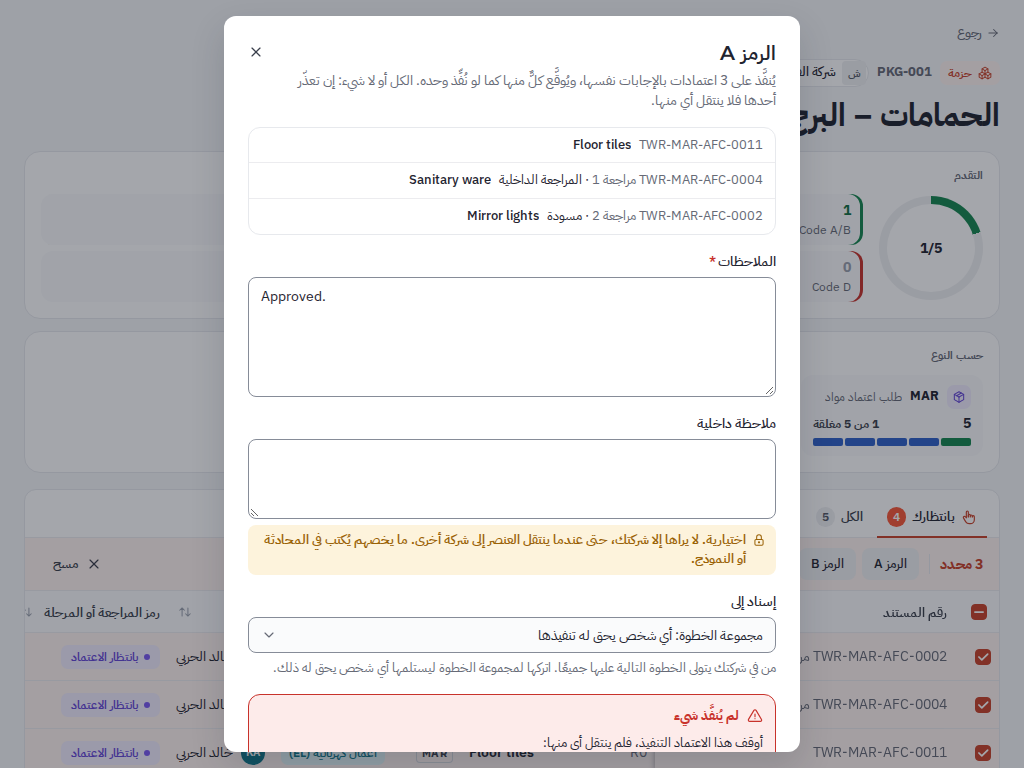 رجوع
حزمة PKG-001 ش
الحمامات – البرج
التقدم
1/5
1
Code A/B
0
Code D
حسب النوع
MAR طلب اعتماد مواد
5
1 من 5 مغلقة
بانتظارك 4
الكل 5
3 محدد
الرمز A
الرمز B
مسح
رقم المستند
رمز المراجعة أو المرحلة
TWR-MAR-AFC-0002
بانتظار الاعتماد
TWR-MAR-AFC-0004
بانتظار الاعتماد
TWR-MAR-AFC-0011
Floor tiles
MAR
أعمال كهربائية (EL)
خالد الحربي
بانتظار الاعتماد
الرمز A
يُنفَّذ على 3 اعتمادات بالإجابات نفسها، ويُوقَّع كلٌّ منها كما لو نُفِّذ وحده. الكل أو لا شيء: إن تعذّر
أحدها فلا ينتقل أي منها.
TWR-MAR-AFC-0011 Floor tiles
TWR-MAR-AFC-0004 مراجعة 1 · المراجعة الداخلية Sanitary ware
TWR-MAR-AFC-0002 مراجعة 2 · مسودة Mirror lights
الملاحظات *
Approved.
ملاحظة داخلية
اختيارية. لا يراها إلا شركتك، حتى عندما ينتقل العنصر إلى شركة أخرى. ما يخصهم يُكتب في المحادثة
أو النموذج.
إسناد إلى
مجموعة الخطوة: أي شخص يحق له تنفيذها
من في شركتك يتولى الخطوة التالية عليها جميعًا. اتركها لمجموعة الخطوة ليستلمها أي شخص يحق له ذلك.
لم يُنفَّذ شيء
أوقف هذا الاعتماد التنفيذ، فلم ينتقل أي منها: